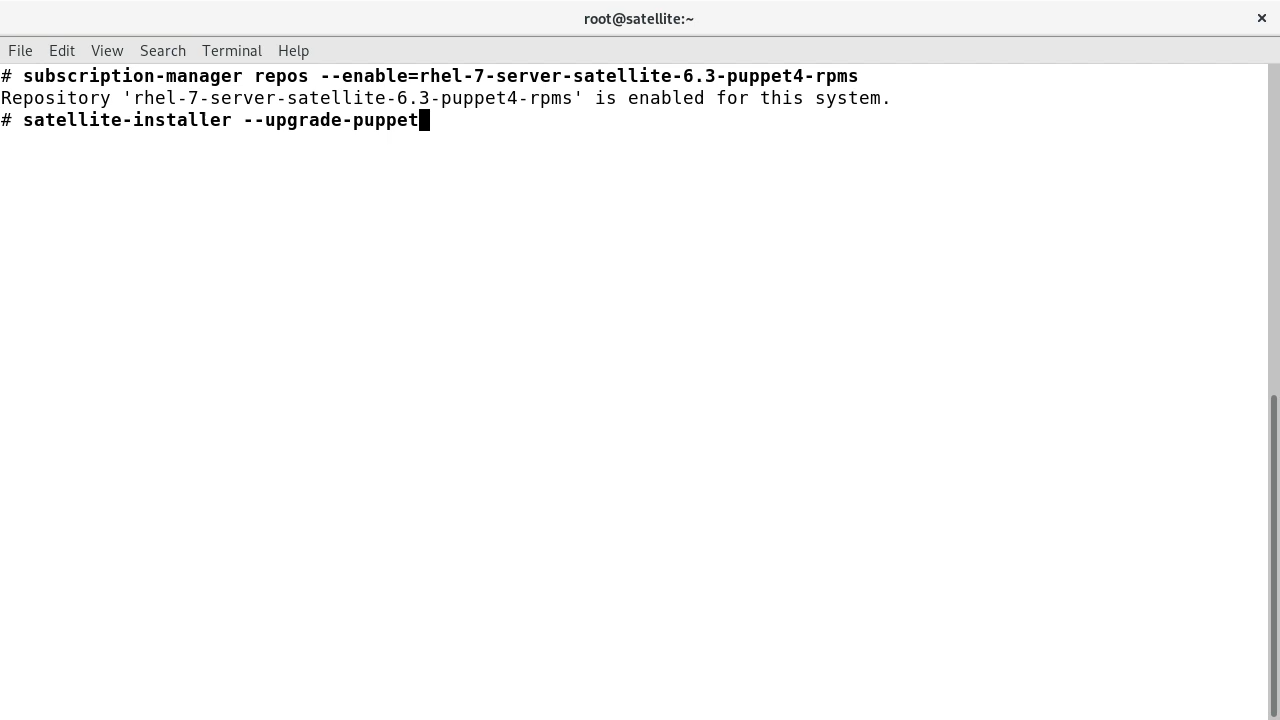 root@satellite:~ ×
File Edit View Search Terminal Help
# subscription-manager repos --enable=rhel-7-server-satellite-6.3-puppet4-rpms
Repository 'rhel-7-server-satellite-6.3-puppet4-rpms' is enabled for this system.
# satellite-installer --upgrade-puppet